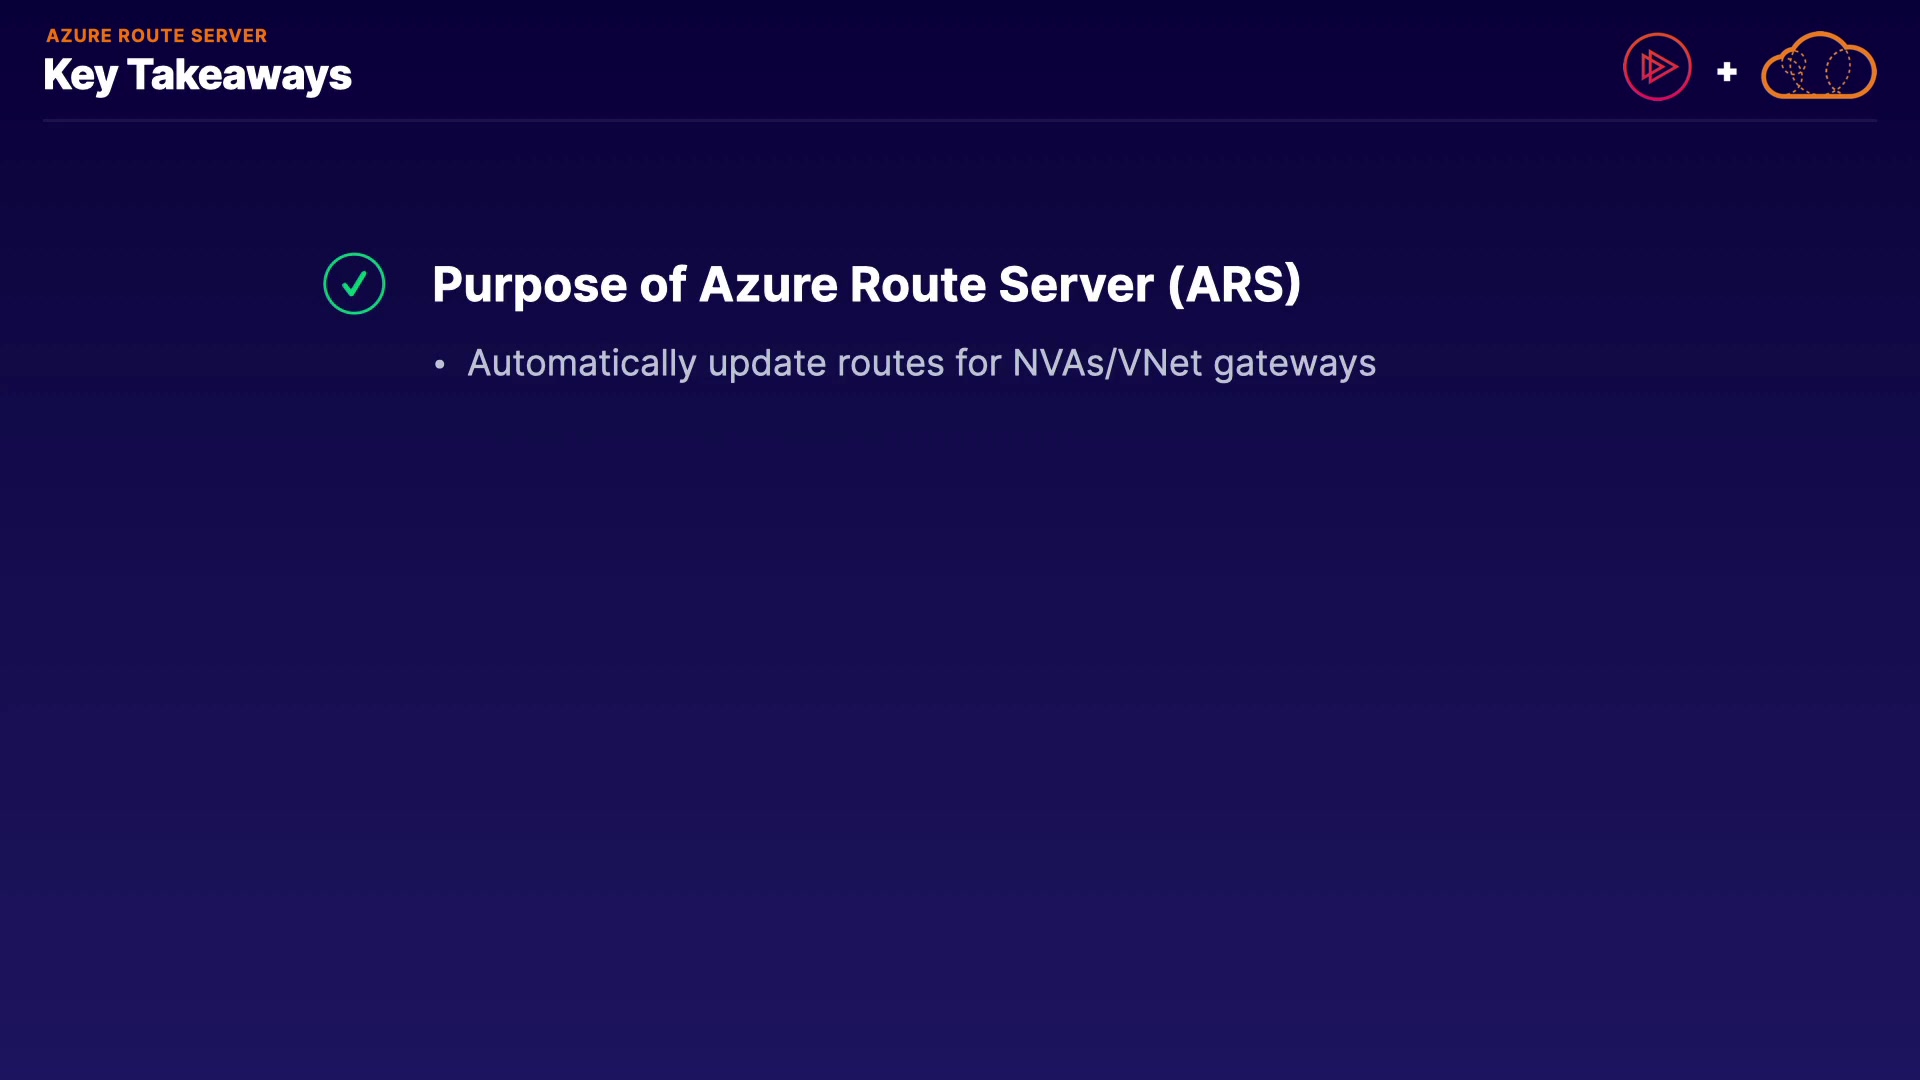 AZURE ROUTE SERVER
Key Takeaways
+
Purpose of Azure Route Server (ARS)
• Automatically update routes for NVAs/VNet gateways